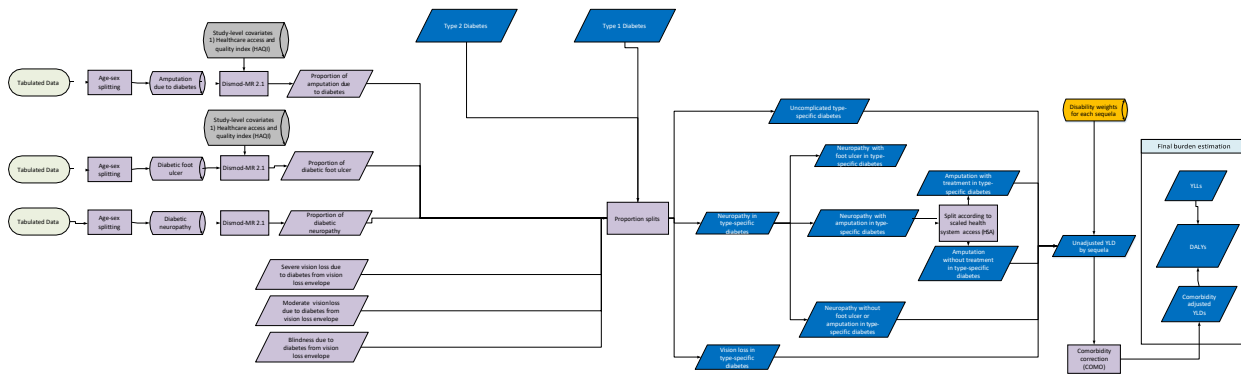 Type 2 Diabetes
Type 1 Diabetes
Study-level covariates
1) Healthcare access and
quality index (HAQI)
Tabulated Data
Age-sex
splitting
Amputation
due to diabetes
Dismod-MR 2.1
Proportion of
amputation due
to diabetes
Study-level covariates
1) Healthcare access and
quality index (HAQI)
Tabulated Data
Age-sex
splitting
Diabetic foot
ulcer
Dismod-MR 2.1
Proportion of
diabetic foot ulcer
Tabulated Data
Age-sex
splitting
Diabetic
neuropathy
Dismod-MR 2.1
Proportion of
diabetic
neuropathy
Severe vision loss due
to diabetes from vision
loss envelope
Moderate vision loss
due to diabetes from
vision loss envelope
Blindness due to
diabetes from vision
loss envelope
Proportion splits
Uncomplicated type-
specific diabetes
Neuropathy in
type-specific
diabetes
Vision loss in
type-specific
diabetes
Neuropathy with
foot ulcer in type-
specific diabetes
Neuropathy with
amputation in type-
specific diabetes
Neuropathy without
foot ulcer or
amputation in type-
specific diabetes
Amputation with
treatment in type-
specific diabetes
Split according to
scaled health
system access (HSA)
Amputation
without treatment
in type-specific
diabetes
Disability weights
for each sequela
Unadjusted YLD
by sequela
Comorbidity
correction
(COMO)
Final burden estimation
YLLs
DALYs
Comorbidity
adjusted
YLDs